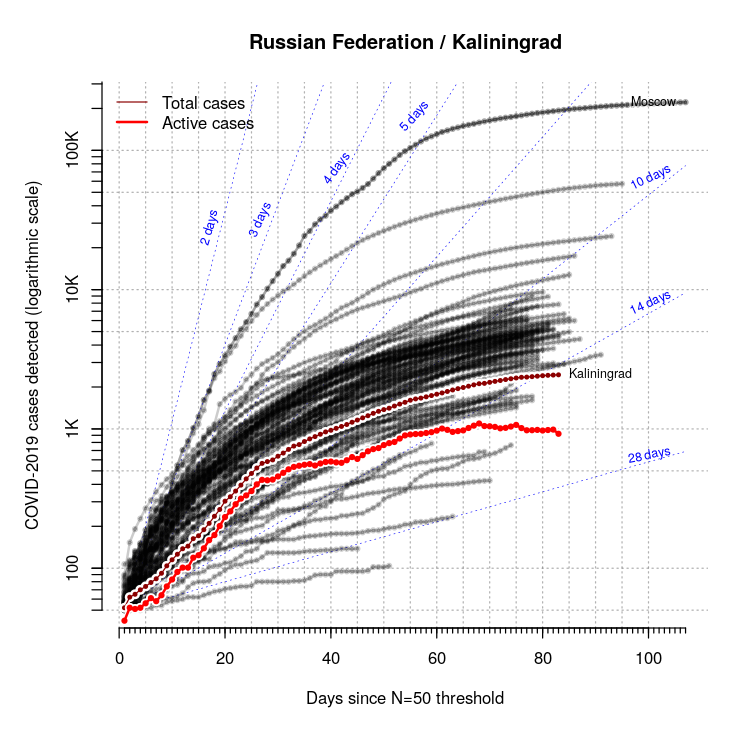 Russian Federation / Kaliningrad
Total cases
Active cases
Moscow
2 days
3 days
4 days
5 days
10 days
14 days
28 days
Kaliningrad
COVID-2019 cases detected (logarithmic scale)
100K
10K
1K
100
0 20 40 60 80 100
Days since N=50 threshold